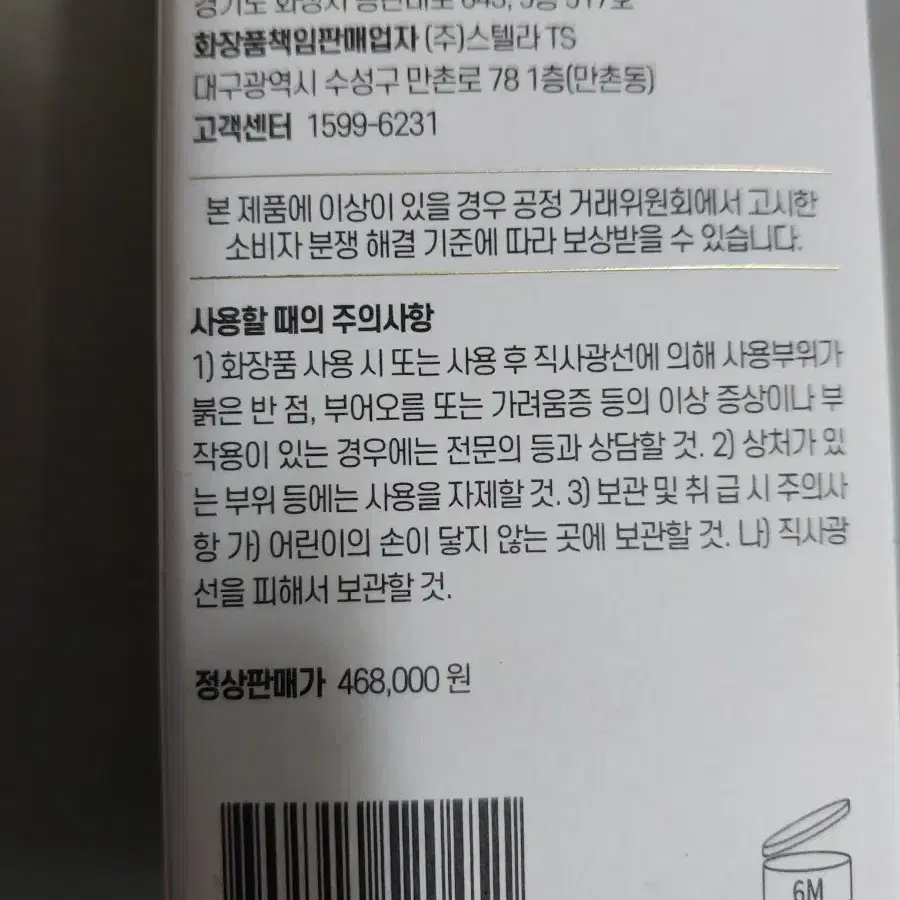 화장품책임판매업자 (주)스텔라 TS
대구광역시 수성구 만촌로 78 1층(만촌동)
고객센터 1599-6231
본 제품에 이상이 있을 경우 공정 거래위원회에서 고시한
소비자 분쟁 해결 기준에 따라 보상받을 수 있습니다.
사용할 때의 주의사항
1) 화장품 사용 시 또는 사용 후 직사광선에 의해 사용부위가
붉은 반 점, 부어오름 또는 가려움증 등의 이상 증상이나 부
작용이 있는 경우에는 전문의 등과 상담할 것. 2) 상처가 있
는 부위 등에는 사용을 자제할 것. 3) 보관 및 취 급 시 주의사
항 가) 어린이의 손이 닿지 않는 곳에 보관할 것. 나) 직사광
선을 피해서 보관할 것.
정상판매가 468,000 원
6M